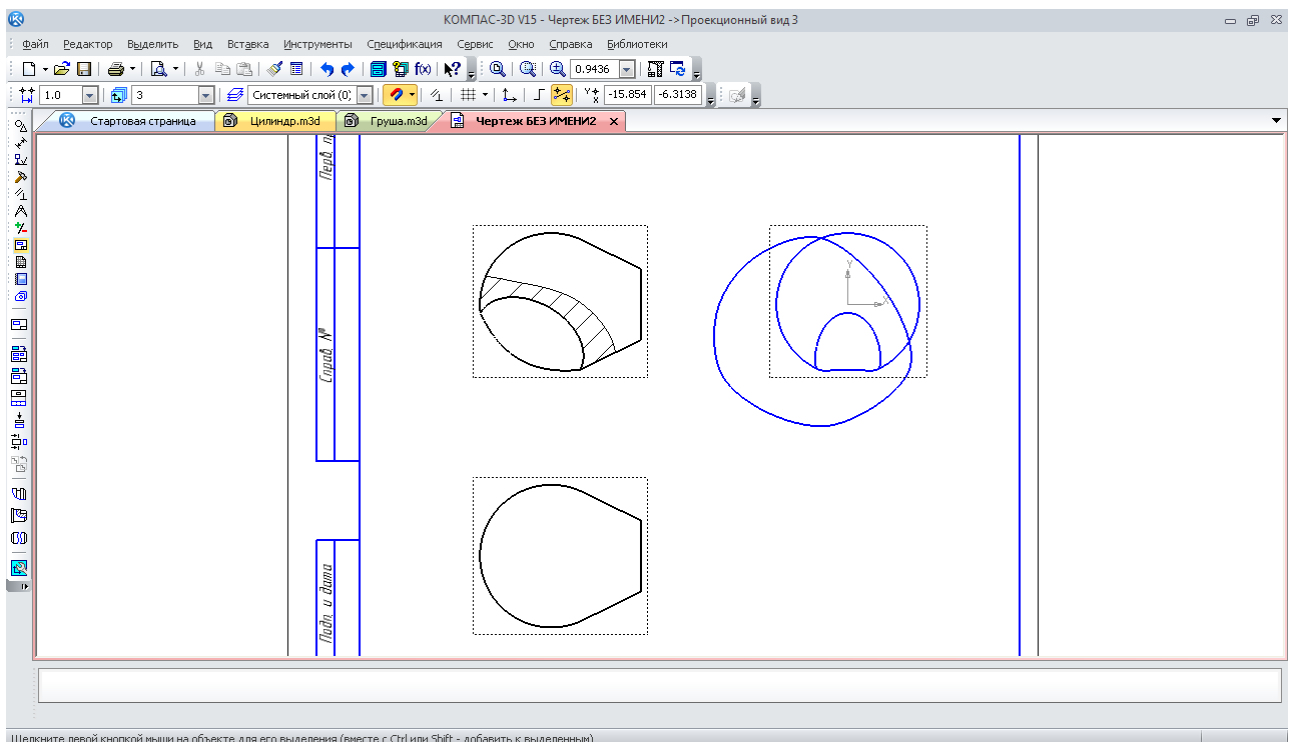 КОМПАС-3D V15 - Чертеж БЕЗ ИМЕНИ2 ->Проекционный вид 3
Файл Редактор Выделить Вид Вставка Инструменты Спецификация Сервис Окно Справка Библиотеки
0.9436
1.0 3 Системный слой (0) -15.854 -6.3138
Стартовая страница Цилиндр.m3d Груша.m3d Чертеж БЕЗ ИМЕНИ2
Перв. п
Справ. №
Y
X
Подп. и дата
Щелкните левой кнопкой мыши на объекте для его выделения (вместе с Ctrl или Shift - добавить к выделенным)